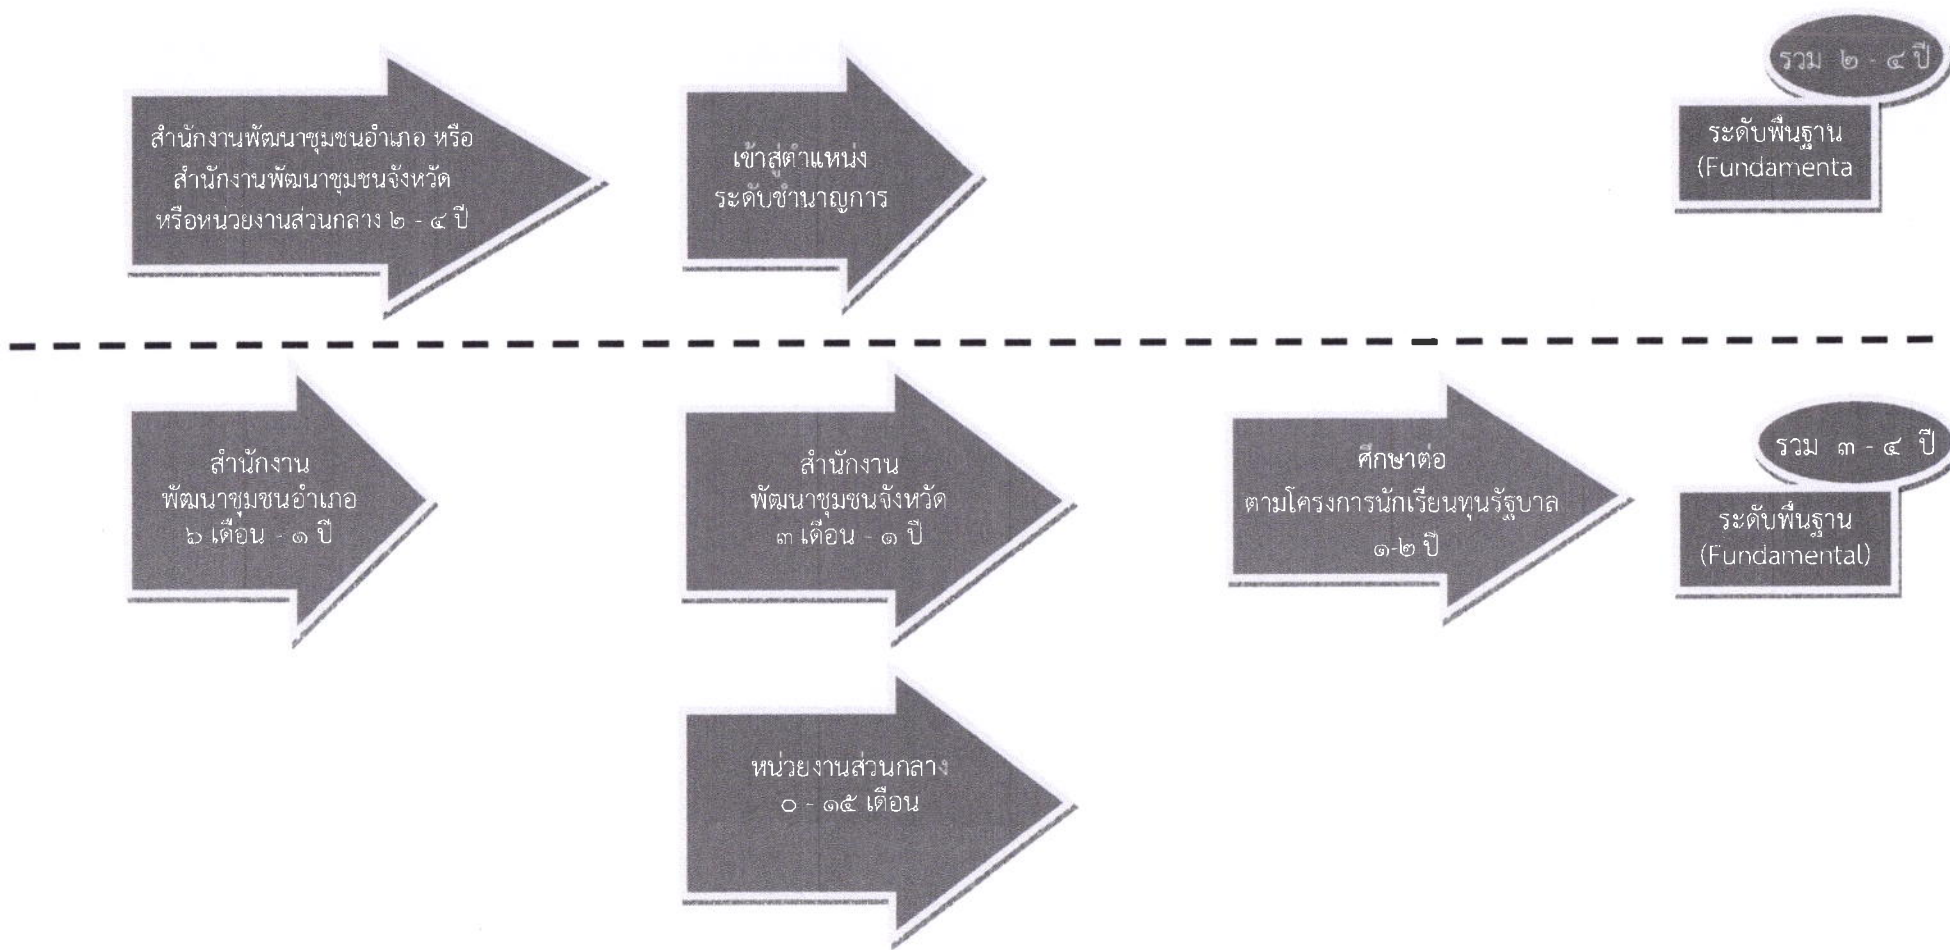 สำนักงานพัฒนาชุมชนอำเภอ หรือ
สำนักงานพัฒนาชุมชนจังหวัด
หรือหน่วยงานส่วนกลาง ๒ - ๔ ปี
เข้าสู่ตำแหน่ง
ระดับชำนาญการ
รวม ๒ - ๔ ปี
ระดับพื้นฐาน
(Fundamenta
สำนักงาน
พัฒนาชุมชนอำเภอ
๖ เดือน - ๑ ปี
สำนักงาน
พัฒนาชุมชนจังหวัด
๓ เดือน - ๑ ปี
ศึกษาต่อ
ตามโครงการนักเรียนทุนรัฐบาล
๑-๒ ปี
รวม ๓ - ๔ ปี
ระดับพื้นฐาน
(Fundamental)
หน่วยงานส่วนกลาง
๐ - ๑๕ เดือน